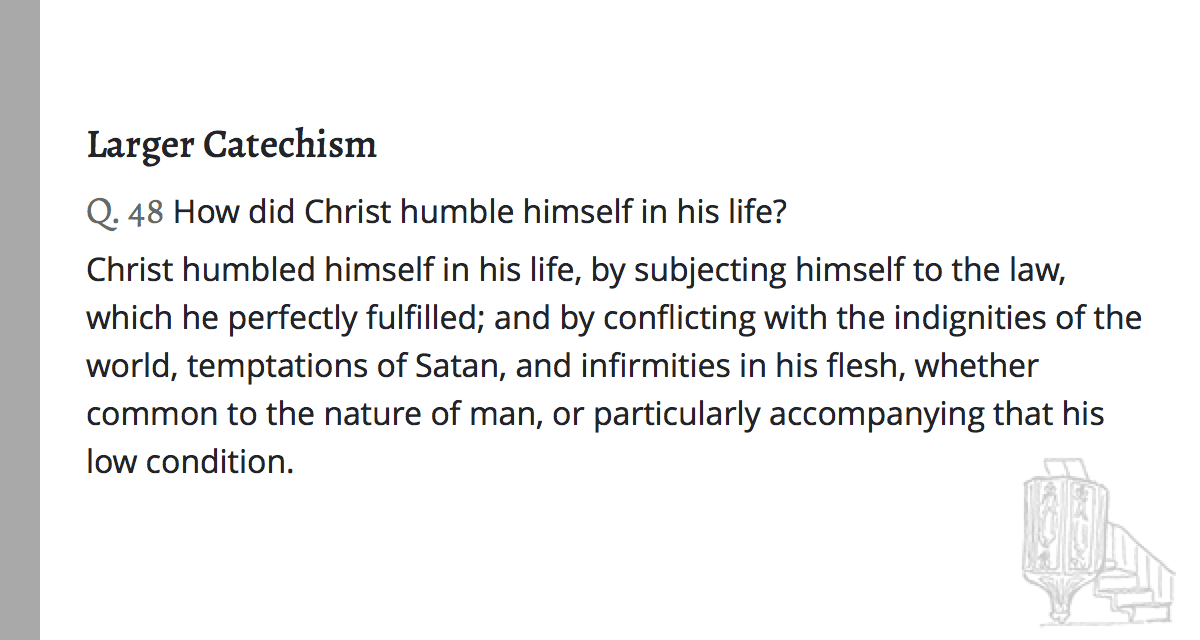 Larger Catechism
Q. 48 How did Christ humble himself in his life?
Christ humbled himself in his life, by subjecting himself to the law,
which he perfectly fulfilled; and by conflicting with the indignities of the
world, temptations of Satan, and infirmities in his flesh, whether
common to the nature of man, or particularly accompanying that his
low condition.